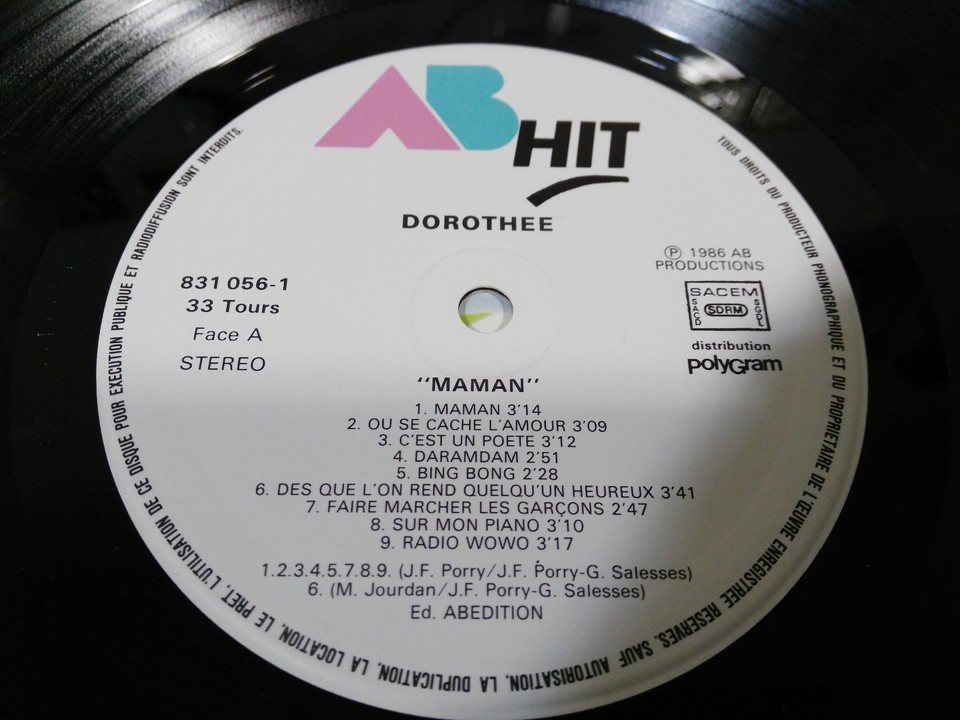 AB HIT
DOROTHEE
831 056-1
33 Tours
Face A
STEREO
Ⓟ 1986 AB
PRODUCTIONS
SACEM
SACD SDRM SGDL
distribution
polyGram
"MAMAN"
1. MAMAN 3'14
2. OU SE CACHE L'AMOUR 3'09
3. C'EST UN POETE 3'12
4. DARAMDAM 2'51
5. BING BONG 2'28
6. DES QUE L'ON REND QUELQU'UN HEUREUX 3'41
7. FAIRE MARCHER LES GARÇONS 2'47
8. SUR MON PIANO 3'10
9. RADIO WOWO 3'17
1.2.3.4.5.7.8.9. (J.F. Porry/J.F. Porry-G. Salesses)
6. (M. Jourdan/J.F. Porry-G. Salesses)
Ed. ABEDITION
TOUS DROITS DU PRODUCTEUR PHONOGRAPHIQUE ET DU PROPRIETAIRE DE L'ŒUVRE ENREGISTREE RESERVES. SAUF AUTORISATION, LA DUPLICATION, LA LOCATION, LE PRET, L'UTILISATION DE CE DISQUE POUR EXECUTION PUBLIQUE ET RADIODIFFUSION SONT INTERDITS.